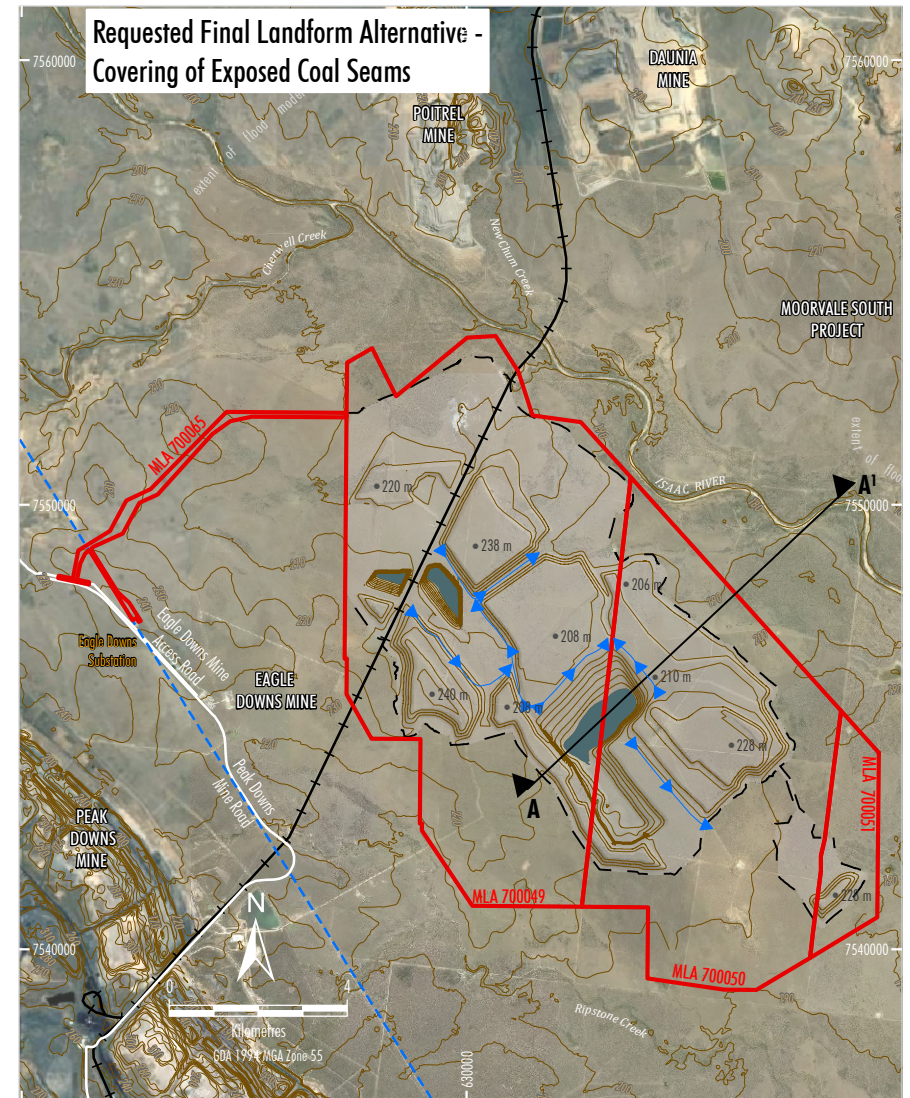 Requested Final Landform Alternative -
Covering of Exposed Coal Seams
7560000
7560000
DAUNIA
MINE
POITREL
MINE
extent of flood model
Cherwell Creek
New Chum Creek
MOORVALE SOUTH
PROJECT
MLA 700065
extent of floo
ISAAC RIVER
A¹
7550000
7550000
220 m
238 m
206 m
208 m
210 m
240 m
208 m
228 m
Eagle Downs
Substation
Eagle Downs Mine
Access Road
EAGLE
DOWNS MINE
Peak Downs
Mine Road
A
PEAK
DOWNS
MINE
MLA 700051
228 m
MLA 700049
MLA 700050
7540000
7540000
N
0
4
Kilometres
GDA 1994 MGA Zone 55
Ripstone Creek
630000